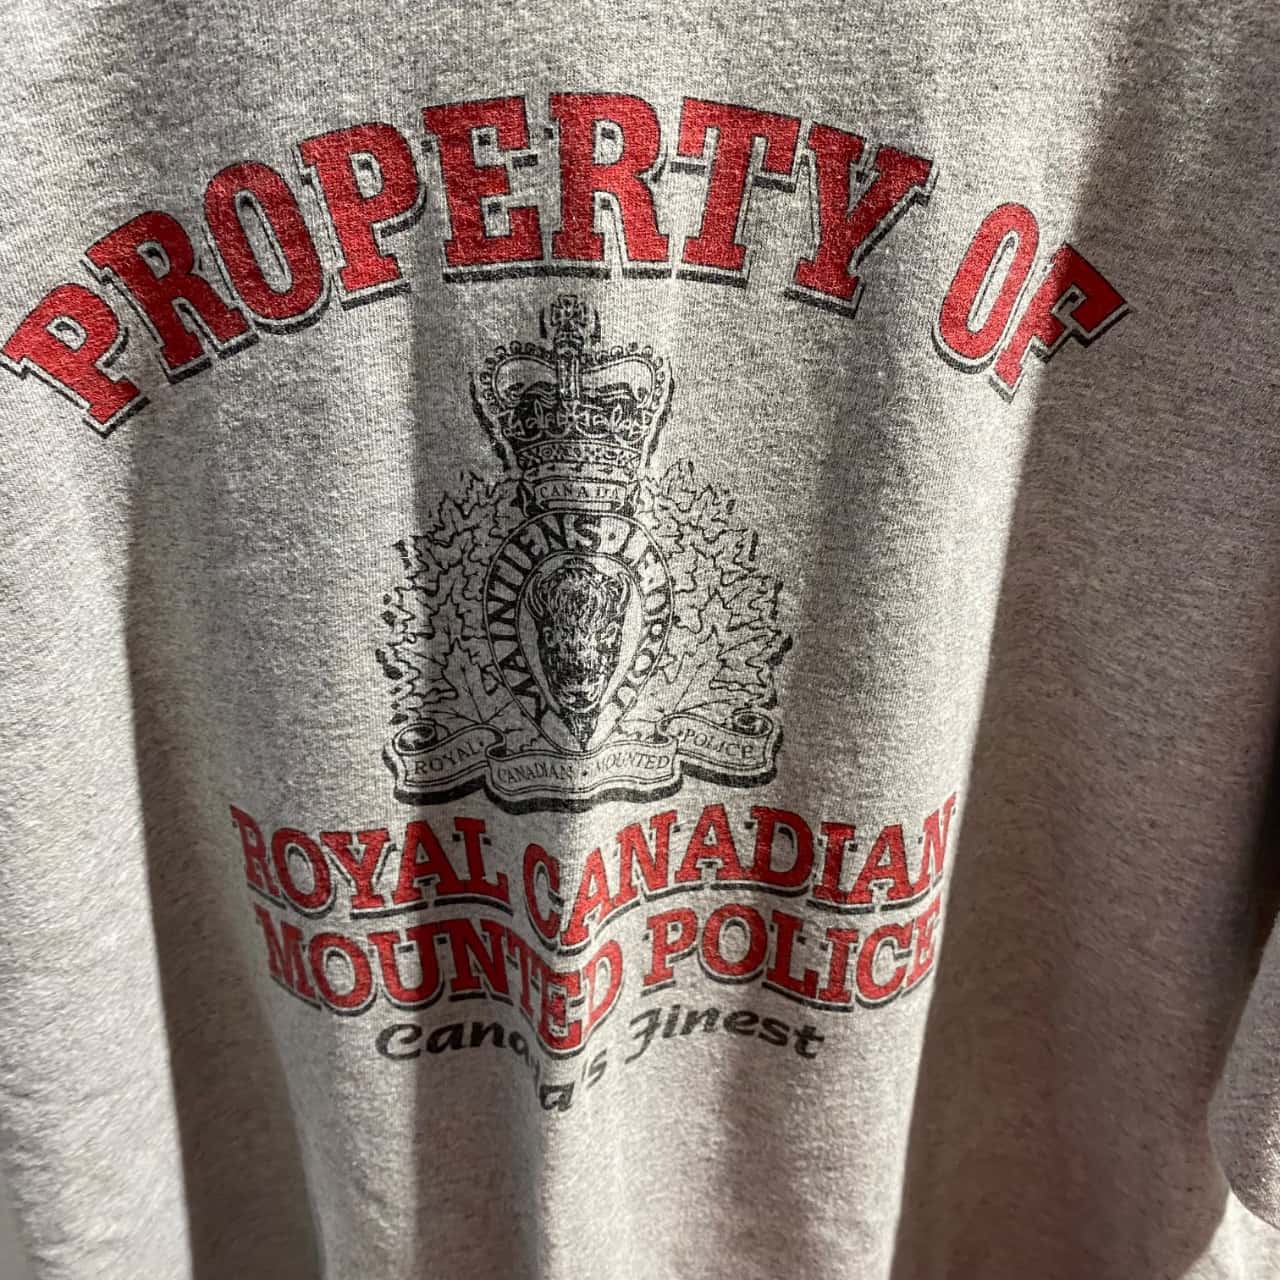 PROPERTY OF
CANADA
MAINTIENS LE DROIT
ROYAL CANADIAN MOUNTED POLICE
ROYAL CANADIAN
MOUNTED POLICE
Canada's Finest